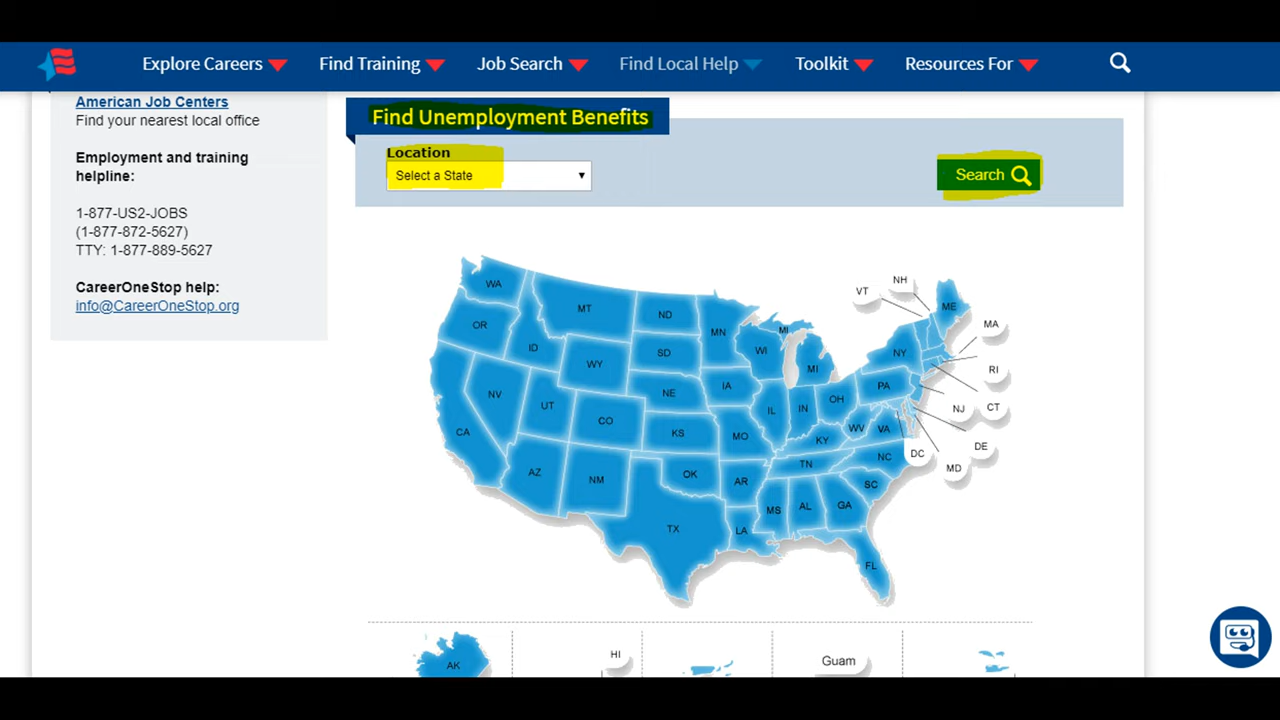 Explore Careers Find Training Job Search Find Local Help Toolkit Resources For
American Job Centers
Find your nearest local office
Employment and training
helpline:
1-877-US2-JOBS
(1-877-872-5627)
TTY: 1-877-889-5627
CareerOneStop help:
info@CareerOneStop.org
Find Unemployment Benefits
Location
Select a State
Search
WA
MT
ND
MN
OR
ID
WY
SD
WI
MI
MI
NY
VT
NH
ME
MA
RI
CT
NJ
DE
MD
DC
NV
UT
CO
NE
IA
IL
IN
OH
PA
CA
KS
MO
KY
WV
VA
AZ
NM
OK
AR
TN
NC
SC
TX
LA
MS
AL
GA
FL
AK
HI
Guam